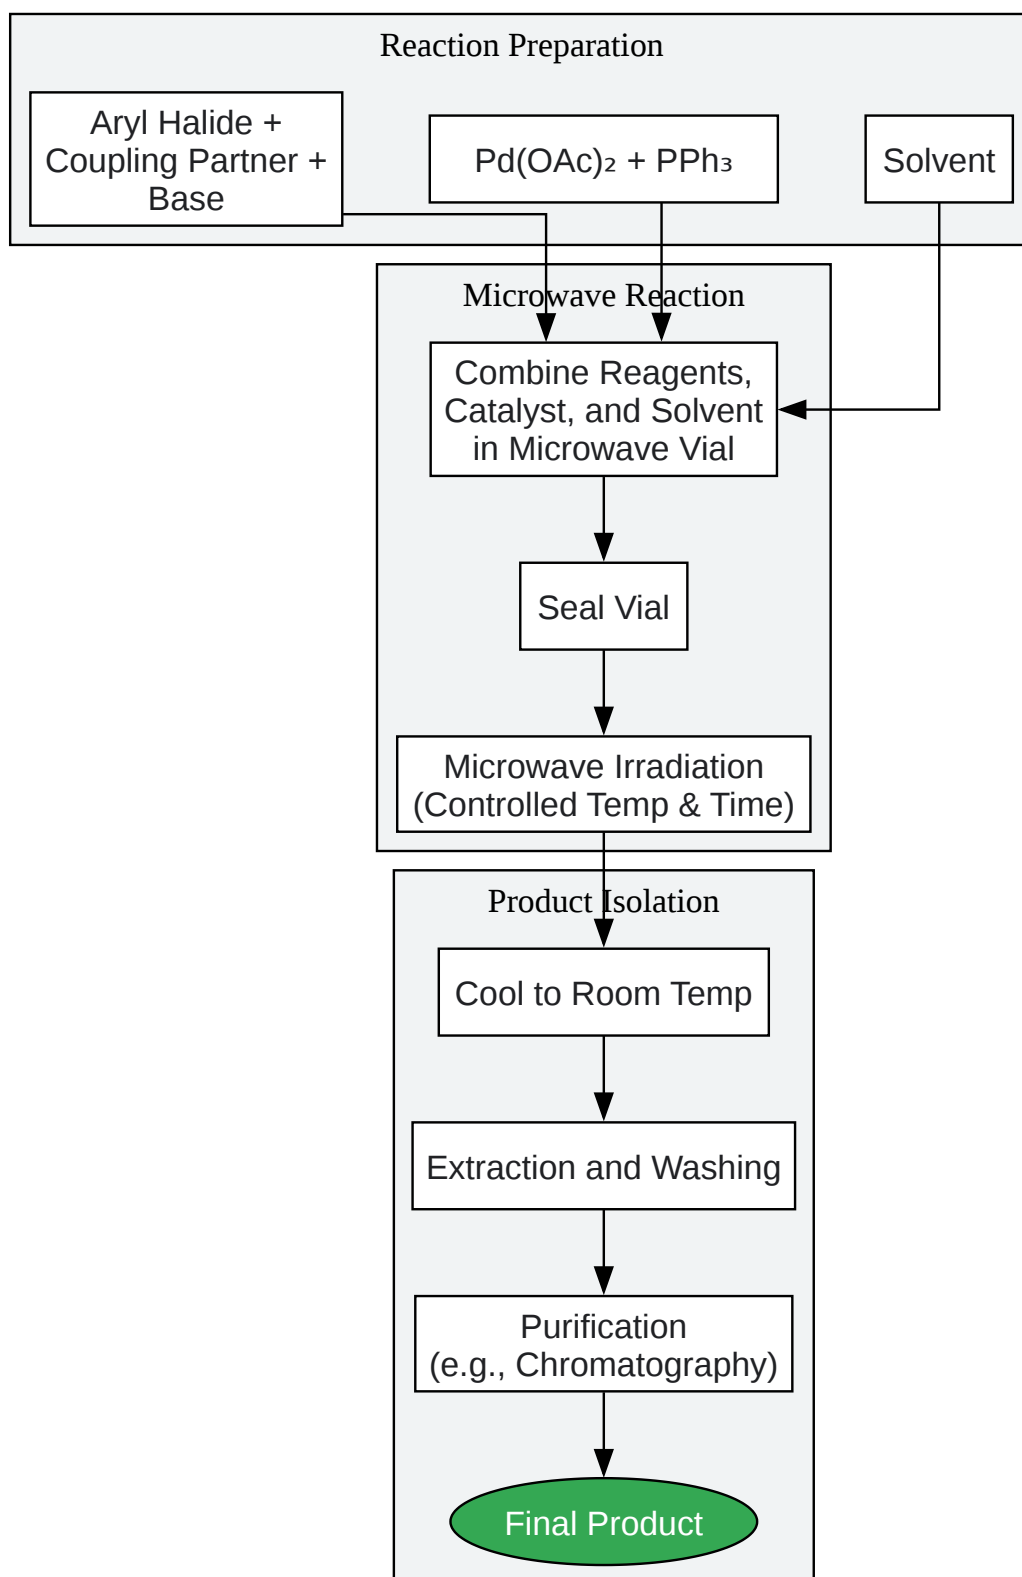 Reaction Preparation
Aryl Halide +
Coupling Partner +
Base
Pd(OAc)₂ + PPh₃
Solvent
Microwave Reaction
Combine Reagents,
Catalyst, and Solvent
in Microwave Vial
Seal Vial
Microwave Irradiation
(Controlled Temp & Time)
Product Isolation
Cool to Room Temp
Extraction and Washing
Purification
(e.g., Chromatography)
Final Product